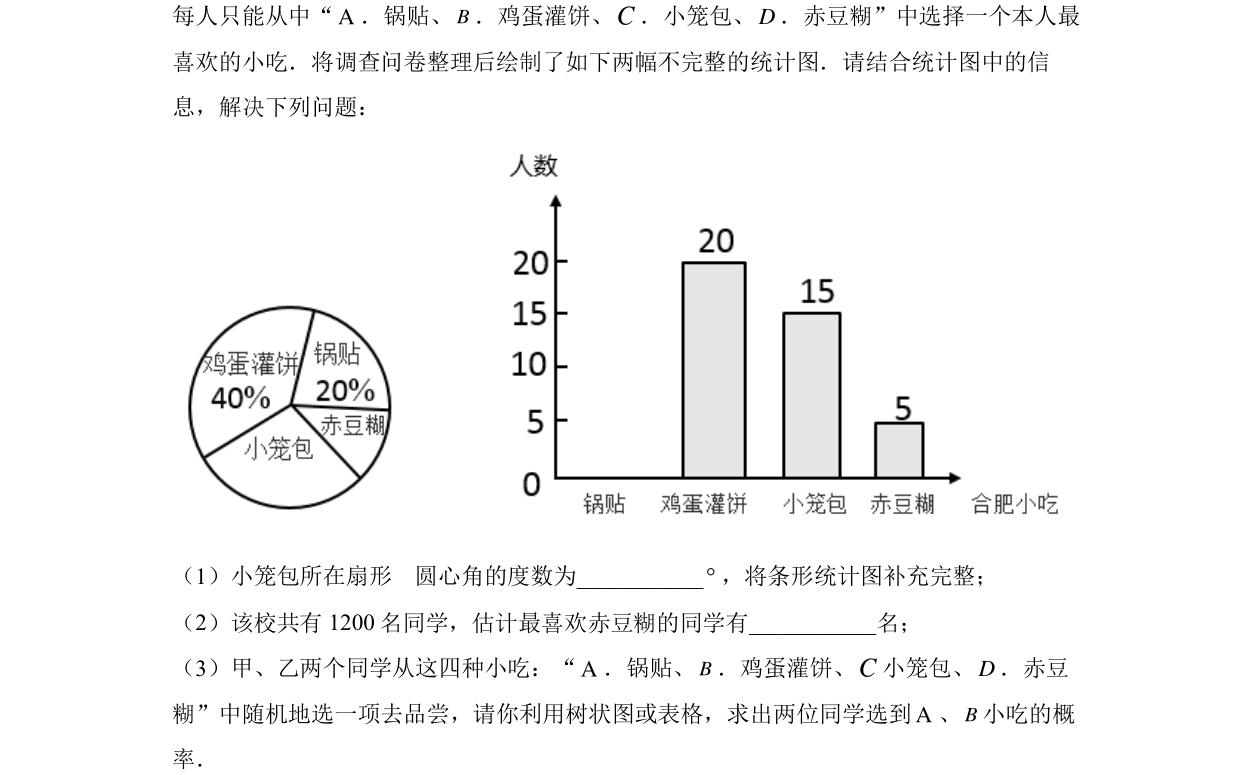 每人只能从中“ A．锅贴、B．鸡蛋灌饼、C．小笼包、D．赤豆糊”中选择一个本人最
喜欢的小吃．将调查问卷整理后绘制了如下两幅不完整的统计图．请结合统计图中的信
息，解决下列问题：
人数
20
15
10
5
0
20
15
5
锅贴
鸡蛋灌饼
小笼包
赤豆糊
合肥小吃
鸡蛋灌饼
40%
锅贴
20%
赤豆糊
小笼包
（1）小笼包所在扇形 圆心角的度数为___________°，将条形统计图补充完整；
（2）该校共有 1200 名同学，估计最喜欢赤豆糊的同学有___________名；
（3）甲、乙两个同学从这四种小吃：“ A．锅贴、B．鸡蛋灌饼、C 小笼包、D．赤豆
糊”中随机地选一项去品尝，请你利用树状图或表格，求出两位同学选到 A 、B 小吃的概
率．